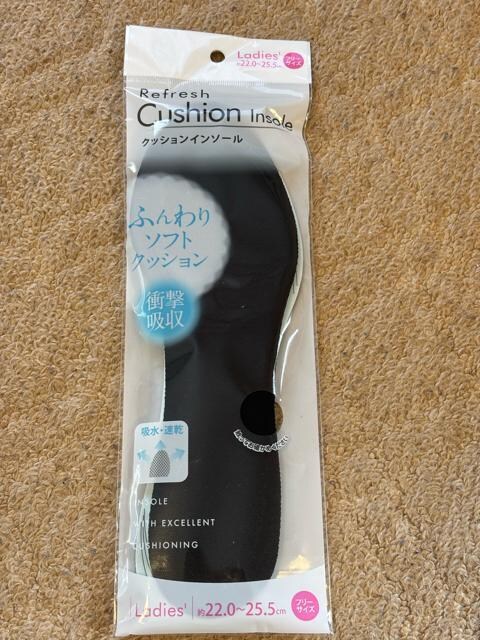 Ladies'
約22.0~25.5cm
フリー
サイズ
Refresh
Cushion Insole
クッションインソール
ふんわり
ソフト
クッション
衝撃
吸収
吸水・速乾
INSOLE
WITH EXCELLENT
CUSHIONING
Ladies' 約22.0~25.5cm
フリー
サイズ